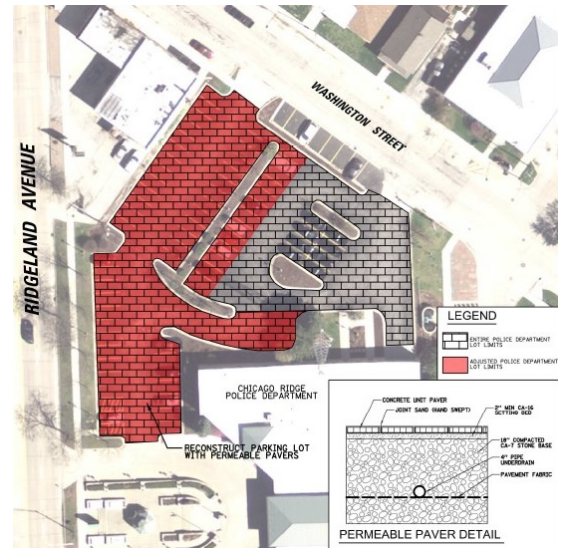 WASHINGTON STREET
RIDGELAND AVENUE
LEGEND
ENTIRE POLICE DEPARTMENT
LOT LIMITS
ADJUSTED POLICE DEPARTMENT
LOT LIMITS
CHICAGO RIDGE
POLICE DEPARTMENT
RECONSTRUCT PARKING LOT
WITH PERMEABLE PAVERS
CONCRETE UNIT PAVER
JOINT SAND (HAND SWEPT)
2" MIN CA-16
SETTING BED
18" COMPACTED
CA-7 STONE BASE
4" PIPE
UNDERDRAIN
PAVEMENT FABRIC
PERMEABLE PAVER DETAIL